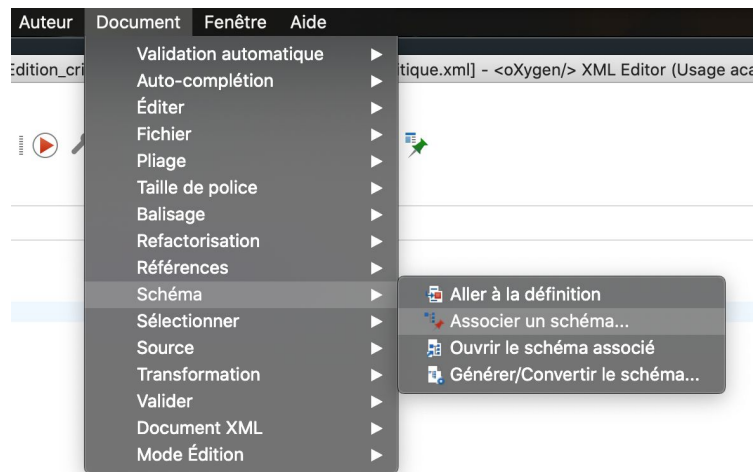 Auteur Document Fenêtre Aide
Edition_cri
itique.xml] - <oXygen/> XML Editor (Usage aca
Validation automatique
Auto-complétion
Éditer
Fichier
Pliage
Taille de police
Balisage
Refactorisation
Références
Schéma
Sélectionner
Source
Transformation
Valider
Document XML
Mode Édition
Aller à la définition
Associer un schéma...
Ouvrir le schéma associé
Générer/Convertir le schéma...